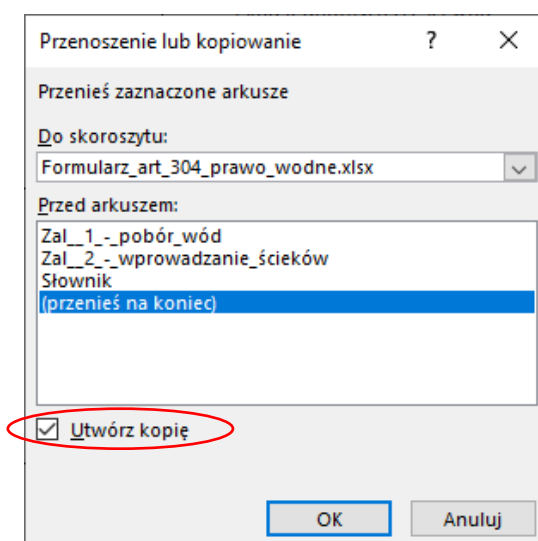 Przenoszenie lub kopiowanie ? ×
Przenieś zaznaczone arkusze
Do skoroszytu:
Formularz_art_304_prawo_wodne.xlsx
Przed arkuszem:
Zal__1_-_pobór_wód
Zal__2_-_wprowadzanie_ścieków
Słownik
(przenieś na koniec)
Utwórz kopię
OK Anuluj